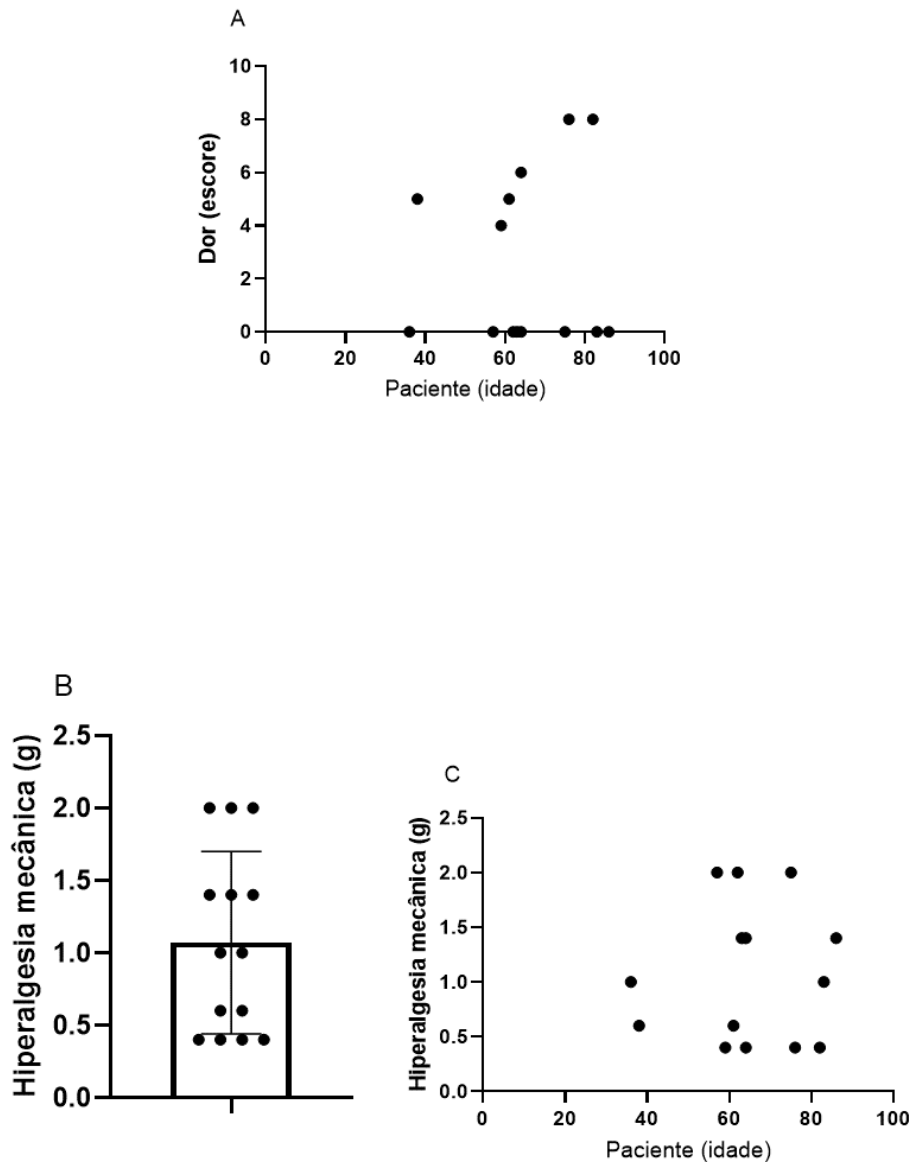 A
Dor (escore)
10
8
6
4
2
0
0 20 40 60 80 100
Paciente (idade)
B
Hiperalgesia mecânica (g)
2.5
2.0
1.5
1.0
0.5
0.0
C
Hiperalgesia mecânica (g)
2.5
2.0
1.5
1.0
0.5
0.0
0 20 40 60 80 100
Paciente (idade)